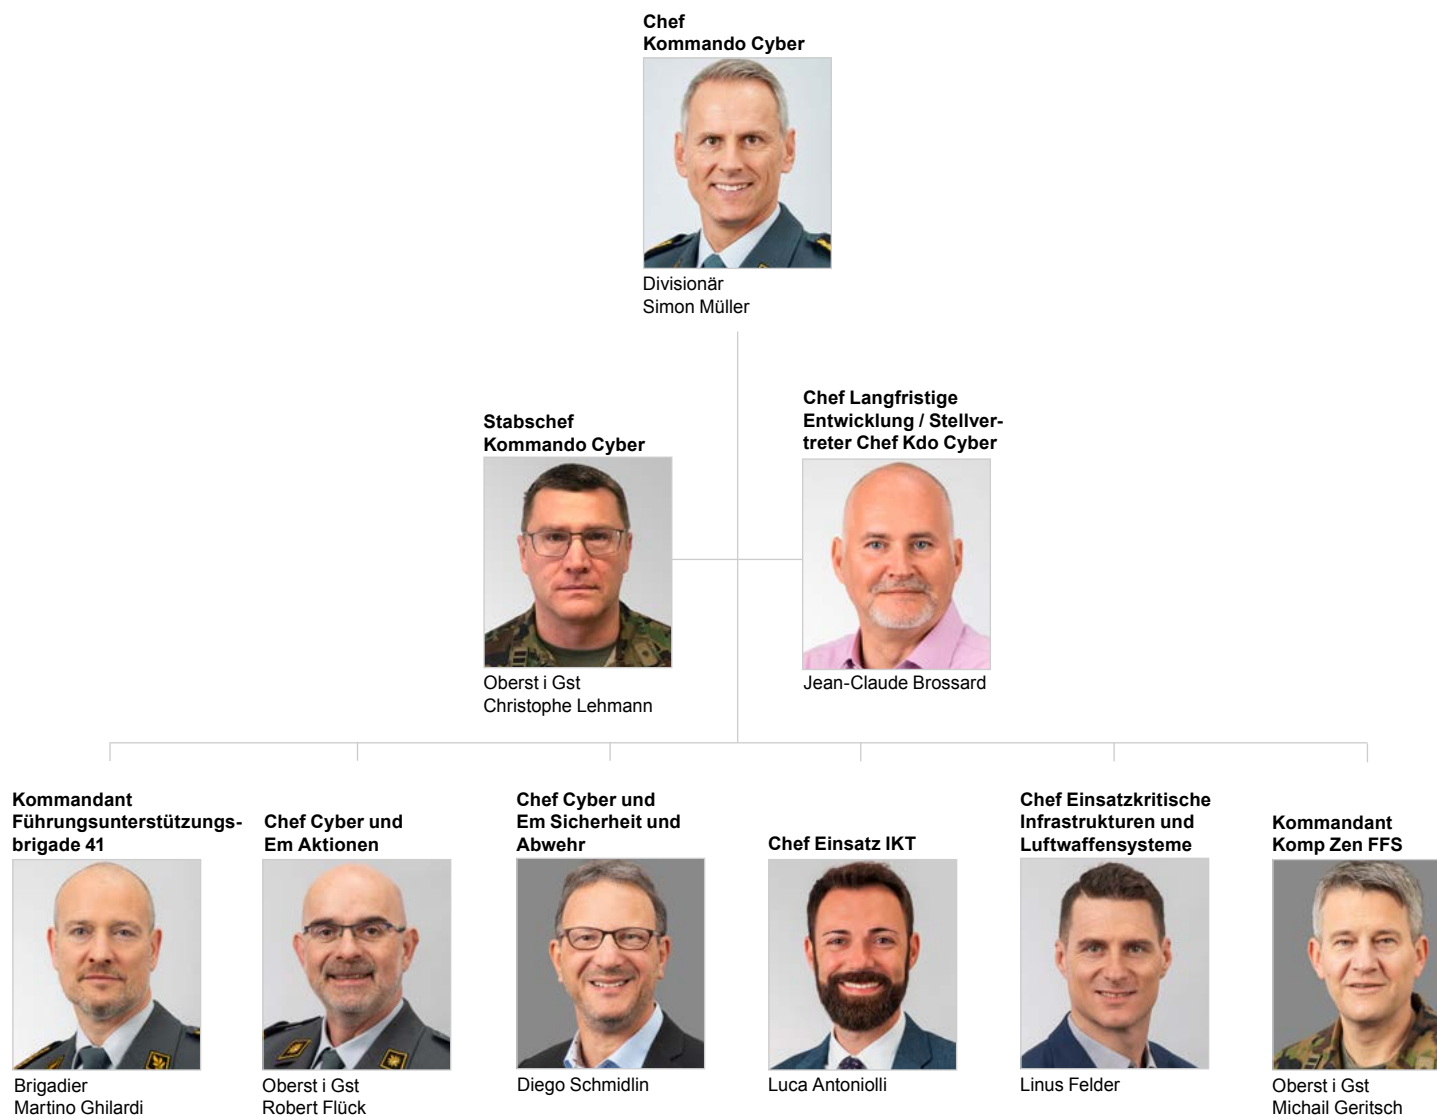 Chef
Kommando Cyber
Divisionär
Simon Müller
Stabschef
Kommando Cyber
Oberst i Gst
Christophe Lehmann
Chef Langfristige
Entwicklung / Stellver-
treter Chef Kdo Cyber
Jean-Claude Brossard
Kommandant
Führungsunterstützungs-
brigade 41
Brigadier
Martino Ghilardi
Chef Cyber und
Em Aktionen
Oberst i Gst
Robert Flück
Chef Cyber und
Em Sicherheit und
Abwehr
Diego Schmidlin
Chef Einsatz IKT
Luca Antoniolli
Chef Einsatzkritische
Infrastrukturen und
Luftwaffensysteme
Linus Felder
Kommandant
Komp Zen FFS
Oberst i Gst
Michail Geritsch